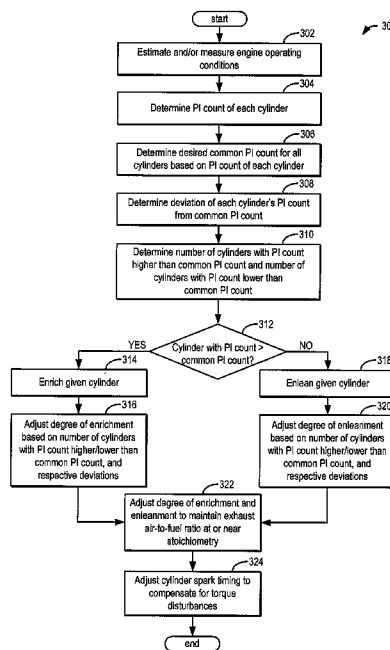 start
30
302
Estimate and/or measure engine operating
conditions
304
Determine PI count of each cylinder
306
Determine desired common PI count for all
cylinders based on PI count of each cylinder
308
Determine deviation of each cylinder's PI count
from common PI count
310
Determine number of cylinders with PI count
higher than common PI count and number of
cylinders with PI count lower than
common PI count
312
Cylinder with PI count >
common PI count?
YES
NO
314
Enrich given cylinder
318
Enlean given cylinder
316
Adjust degree of enrichment
based on number of cylinders
with PI count higher/lower than
common PI count, and
respective deviations
320
Adjust degree of enleanment
based on number of cylinders
with PI count higher/lower than
common PI count, and
respective deviations
322
Adjust degree of enrichment and
enleanment to maintain exhaust
air-to-fuel ratio at or near
stoichiometry
324
Adjust cylinder spark timing to
compensate for torque
disturbances
end